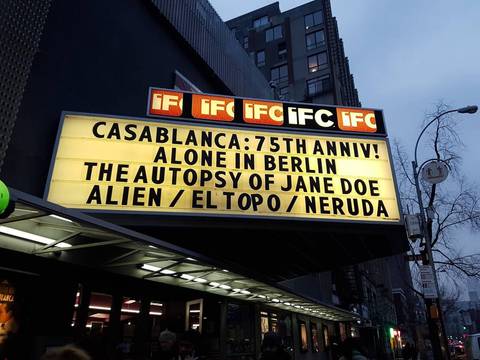 iFC iFC iFC iFC iFC
CASABLANCA: 75TH ANNIV!
ALONE IN BERLIN
THE AUTOPSY OF JANE DOE
ALIEN / EL TOPO / NERUDA